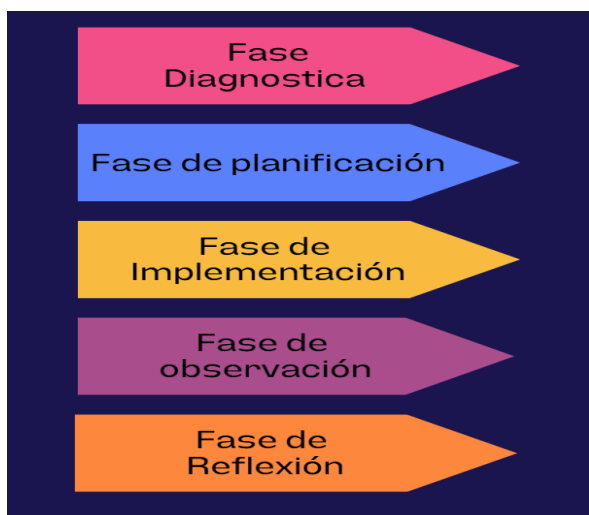 Fase
Diagnostica
Fase de planificación
Fase de
Implementación
Fase de
observación
Fase de
Reflexión